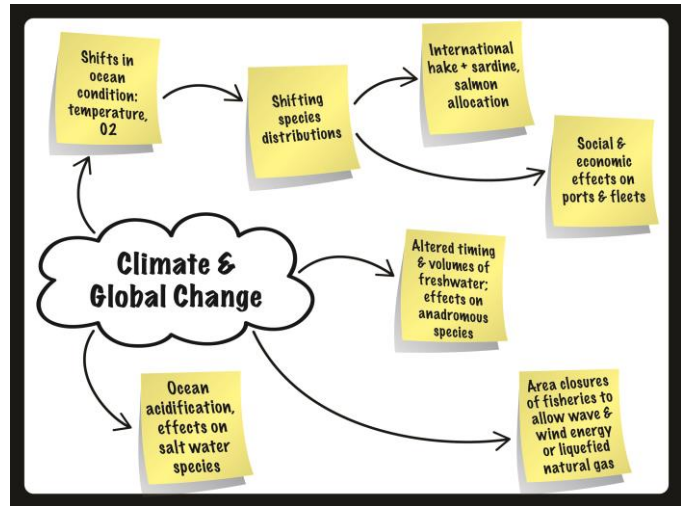 Shifts in
ocean
condition:
temperature,
O2
Shifting
species
distributions
International
hake + sardine,
salmon
allocation
Social &
economic
effects on
ports & fleets
Climate &
Global Change
Altered timing
& volumes of
freshwater;
effects on
anadromous
species
Ocean
acidification,
effects on
salt water
species
Area closures
of fisheries to
allow wave &
wind energy
or liquefied
natural gas